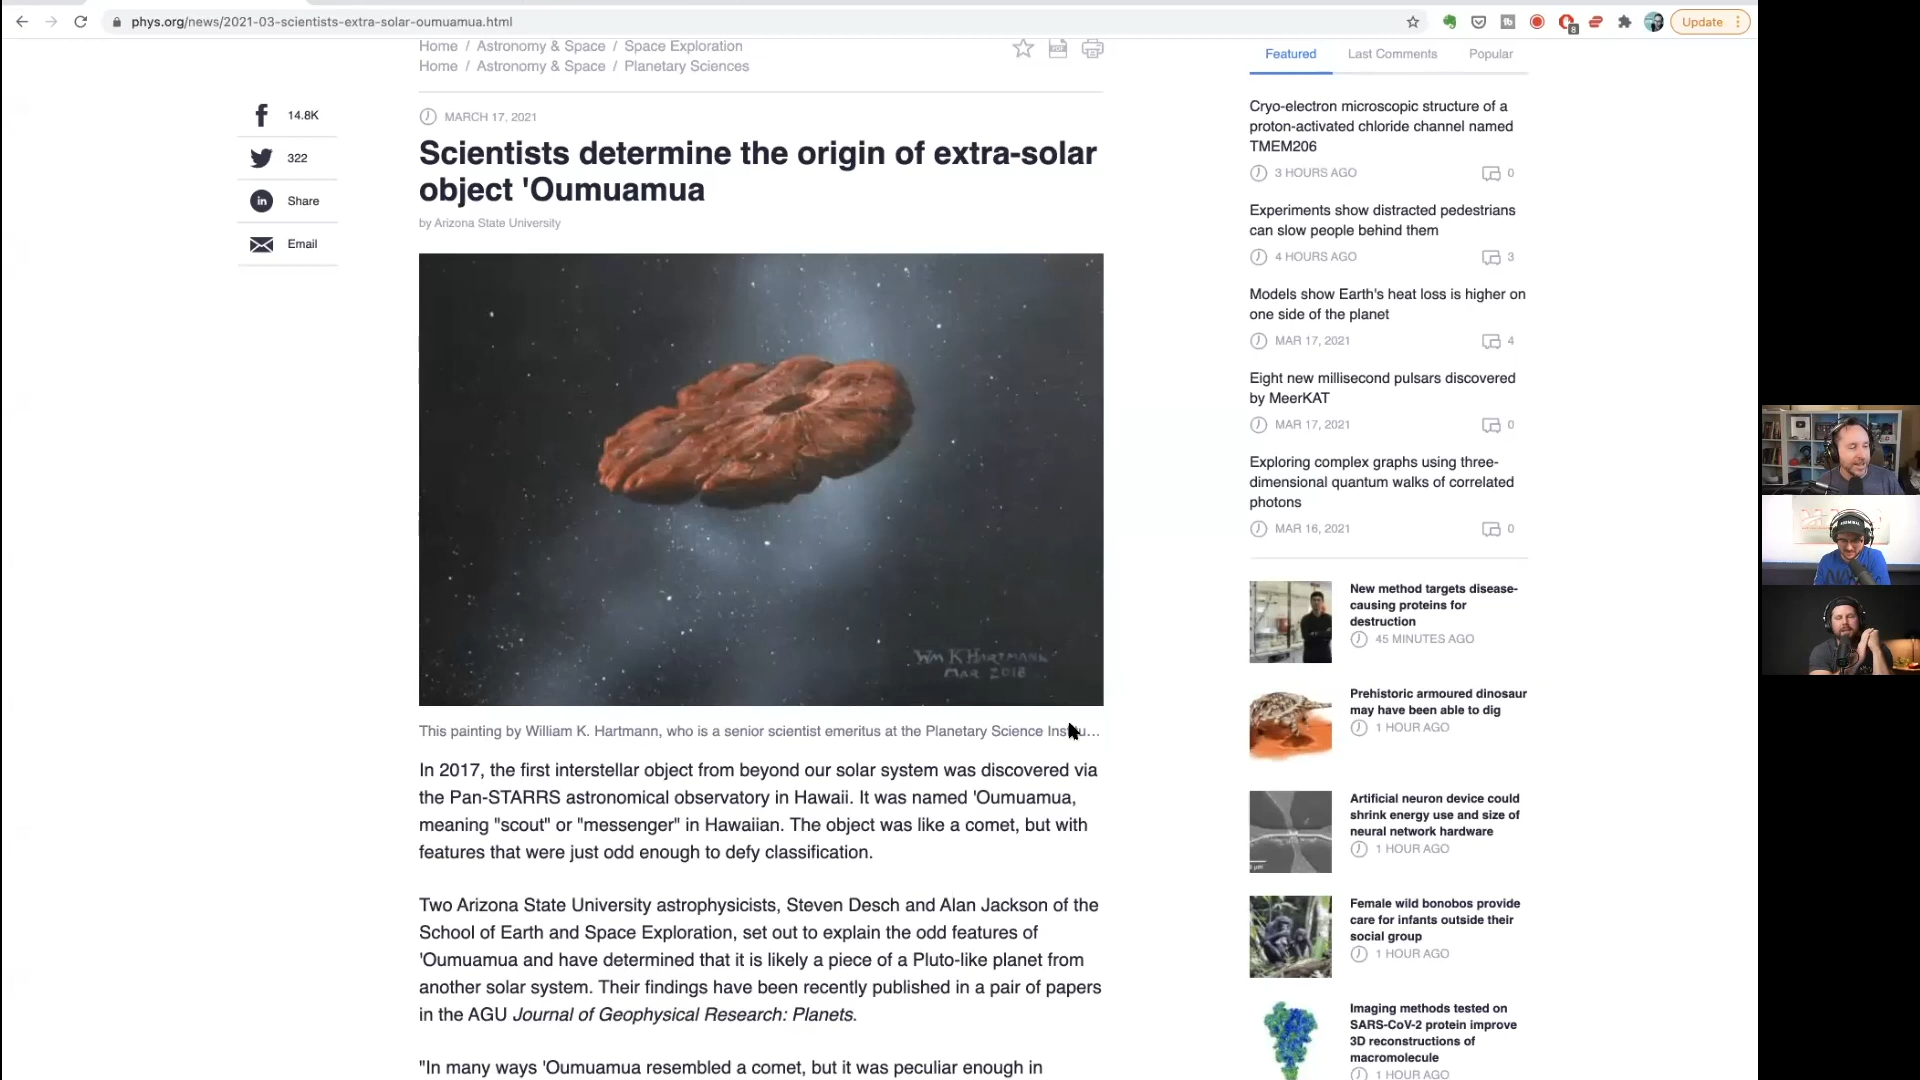 phys.org/news/2021-03-scientists-extra-solar-oumuamua.html
8
Update
Home / Astronomy & Space / Space Exploration
Home / Astronomy & Space / Planetary Sciences
14.8K
322
in Share
Email
MARCH 17, 2021
Scientists determine the origin of extra-solar
object 'Oumuamua
by Arizona State University
WM K HARTMANN
MAR 2018
This painting by William K. Hartmann, who is a senior scientist emeritus at the Planetary Science
In 2017, the first interstellar object from beyond our solar system was discovered via
the Pan-STARRS astronomical observatory in Hawaii. It was named 'Oumuamua,
meaning "scout" or "messenger" in Hawaiian. The object was like a comet, but with
features that were just odd enough to defy classification.
Two Arizona State University astrophysicists, Steven Desch and Alan Jackson of the
School of Earth and Space Exploration, set out to explain the odd features of
'Oumuamua and have determined that it is likely a piece of a Pluto-like planet from
another solar system. Their findings have been recently published in a pair of papers
in the AGU Journal of Geophysical Research: Planets.
"In many ways 'Oumuamua resembled a comet, but it was peculiar enough in
Featured Last Comments Popular
Cryo-electron microscopic structure of a
proton-activated chloride channel named
TMEM206
3 HOURS AGO 0
Experiments show distracted pedestrians
can slow people behind them
4 HOURS AGO 3
Models show Earth's heat loss is higher on
one side of the planet
MAR 17, 2021 4
Eight new millisecond pulsars discovered
by MeerKAT
MAR 17, 2021 0
Exploring complex graphs using three-
dimensional quantum walks of correlated
photons
MAR 16, 2021 0
New method targets disease-
causing proteins for
destruction
45 MINUTES AGO
Prehistoric armoured dinosaur
may have been able to dig
1 HOUR AGO
Artificial neuron device could
shrink energy use and size of
neural network hardware
1 HOUR AGO
Female wild bonobos provide
care for infants outside their
social group
1 HOUR AGO
Imaging methods tested on
SARS-CoV-2 protein improve
3D reconstructions of
macromolecule
1 HOUR AGO